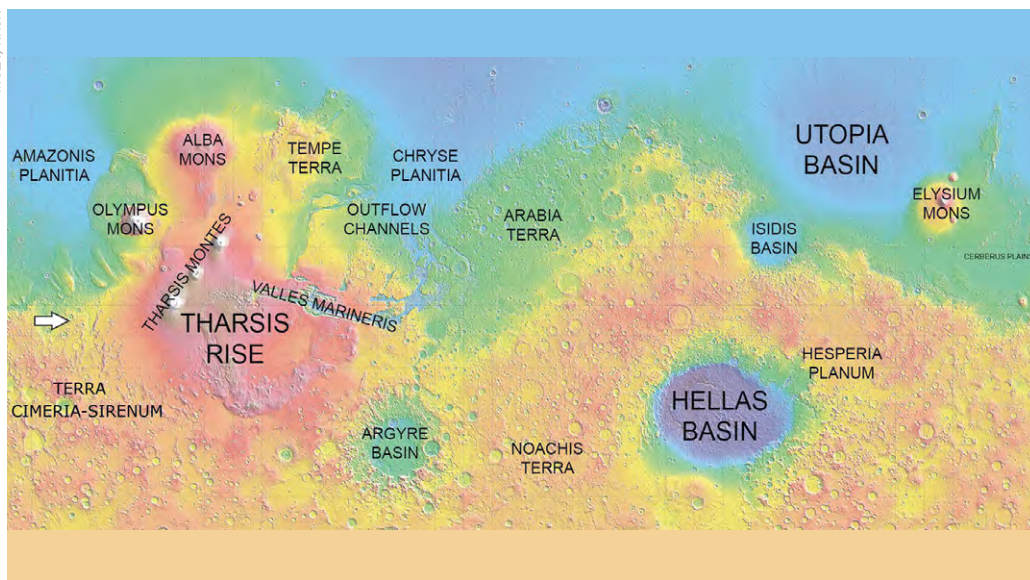 ALBA
MONS
TEMPE
TERRA
AMAZONIS
PLANITIA
CHRYSE
PLANITIA
UTOPIA
BASIN
OLYMPUS
MONS
OUTFLOW
CHANNELS
ARABIA
TERRA
ISIDIS
BASIN
ELYSIUM
MONS
CERBERUS PLAINS
THARSIS MONTES
VALLES MARINERIS
THARSIS
RISE
HESPERIA
PLANUM
TERRA
CIMERIA-SIRENUM
HELLAS
BASIN
ARGYRE
BASIN
NOACHIS
TERRA